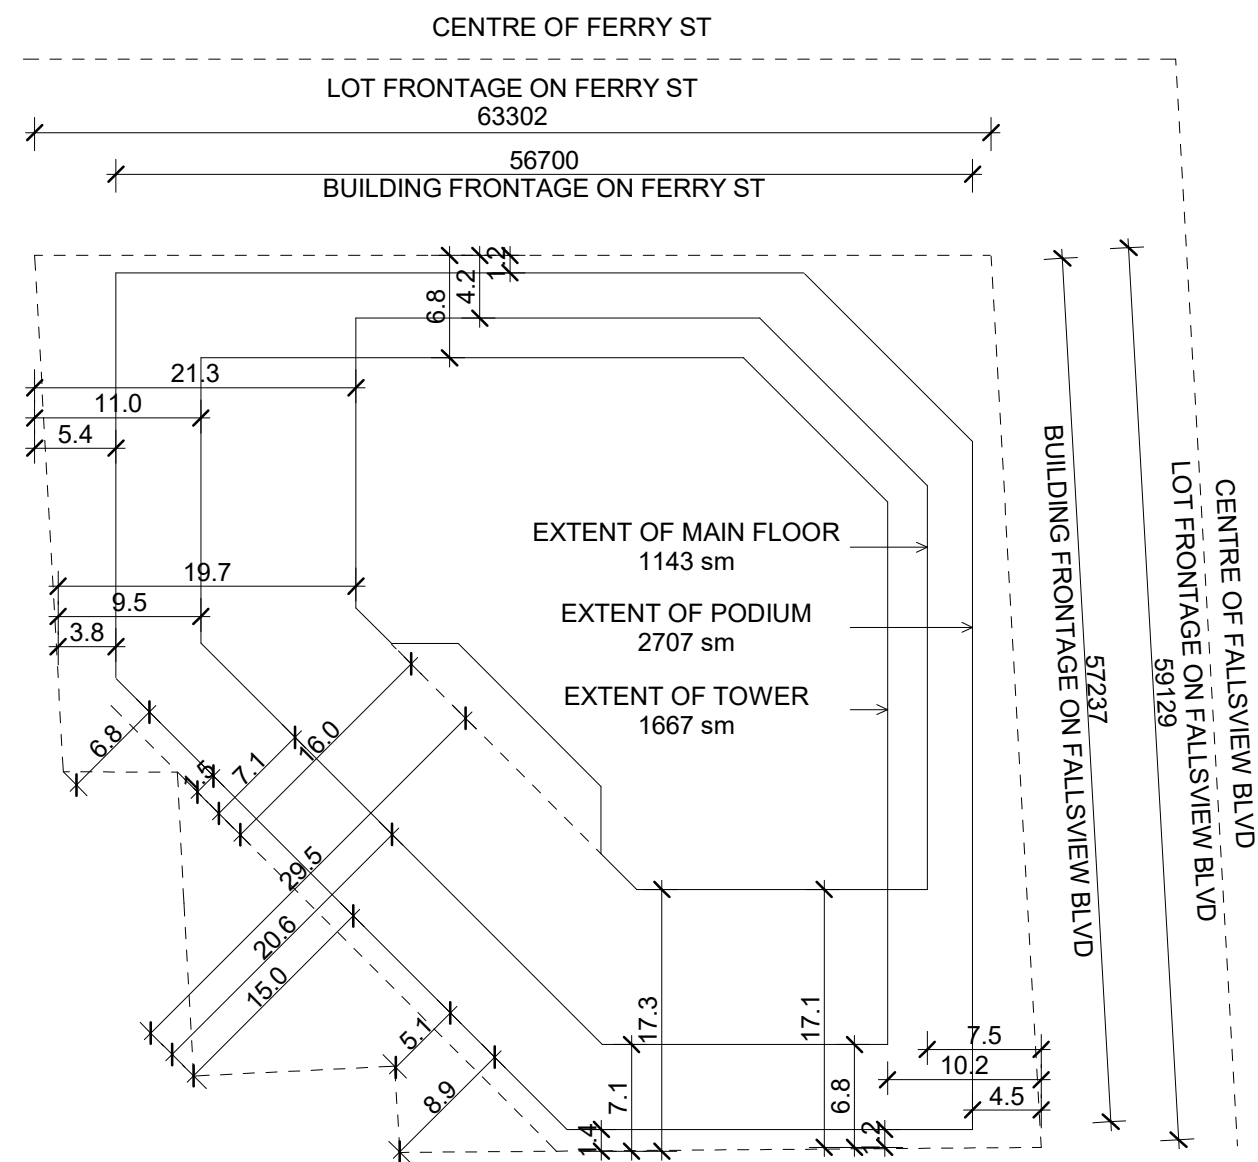 CENTRE OF FERRY ST
LOT FRONTAGE ON FERRY ST
63302
56700
BUILDING FRONTAGE ON FERRY ST
1.2
4.2
6.8
21.3
11.0
5.4
EXTENT OF MAIN FLOOR
1143 sm
19.7
9.5
3.8
EXTENT OF PODIUM
2707 sm
EXTENT OF TOWER
1667 sm
BUILDING FRONTAGE ON FALLSVIEW BLVD
57237
59129
LOT FRONTAGE ON FALLSVIEW BLVD
CENTRE OF FALLSVIEW BLVD
6.8
1.5
7.1
16.0
29.5
20.6
15.0
5.1
8.9
17.3
17.1
7.1
6.8
1.4
1.2
7.5
10.2
4.5